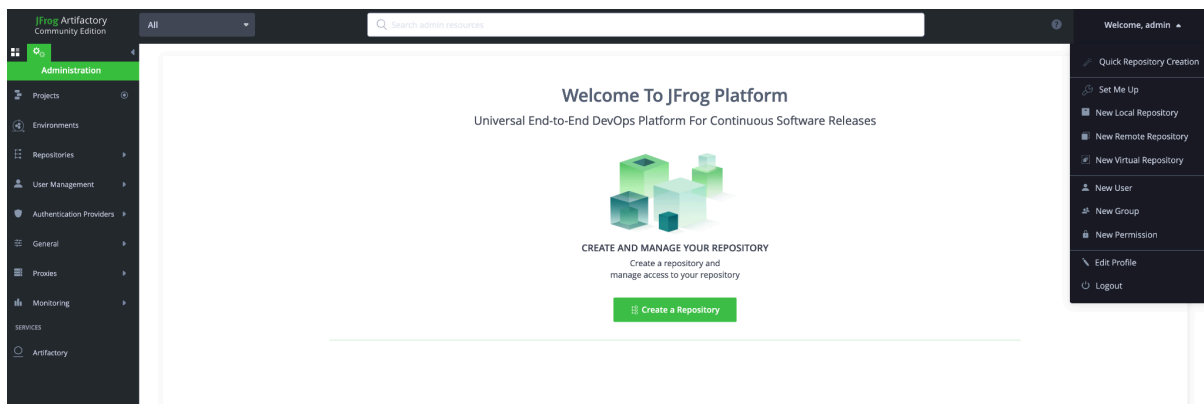 JFrog Artifactory
Community Edition
All
Search admin resources
Welcome, admin
Administration
Projects
Environments
Repositories
User Management
Authentication Providers
General
Proxies
Monitoring
SERVICES
Artifactory
Welcome To JFrog Platform
Universal End-to-End DevOps Platform For Continuous Software Releases
CREATE AND MANAGE YOUR REPOSITORY
Create a repository and
manage access to your repository
Create a Repository
Quick Repository Creation
Set Me Up
New Local Repository
New Remote Repository
New Virtual Repository
New User
New Group
New Permission
Edit Profile
Logout